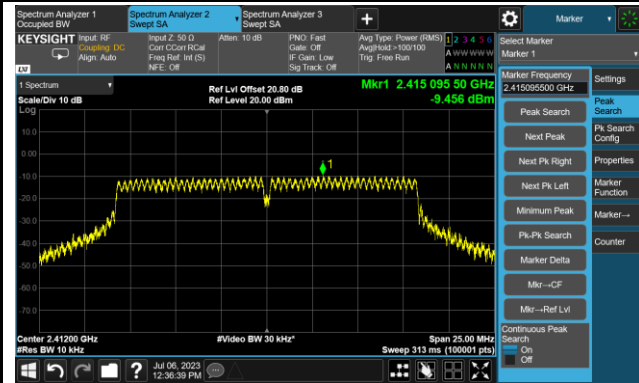 Spectrum Analyzer 1
Occupied BW
Spectrum Analyzer 2
Swept SA
Spectrum Analyzer 3
Swept SA
+
Marker
KEYSIGHT
LXI
Input: RF
Coupling: DC
Align: Auto
Input Z: 50 Ω
Corr CCorr RCal
Freq Ref: Int (S)
NFE: Off
Atten: 10 dB
PNO: Fast
Gate: Off
IF Gain: Low
Sig Track: Off
Avg Type: Power (RMS)
Avg|Hold >100/100
Trig: Free Run
1 2 3 4 5 6
A W W W W W
A N N N N N
Select Marker
Marker 1
1 Spectrum
Scale/Div 10 dB
Log
Ref Lvl Offset 20.80 dB
Ref Level 20.00 dBm
Mkr1 2.415 095 50 GHz
-9.456 dBm
10.0
0.00
-10.0
-20.0
-30.0
-40.0
-50.0
-60.0
-70.0
1
Center 2.41200 GHz
#Res BW 10 kHz
#Video BW 30 kHz*
Span 25.00 MHz
Sweep 313 ms (100001 pts)
Marker Frequency
2.415095500 GHz
Peak Search
Next Peak
Next Pk Right
Next Pk Left
Minimum Peak
Pk-Pk Search
Marker Delta
Mkr→CF
Mkr→Ref Lvl
Continuous Peak
Search
On
Off
Settings
Peak
Search
Pk Search
Config
Properties
Marker
Function
Marker→
Counter
?
Jul 06, 2023
12:36:39 PM